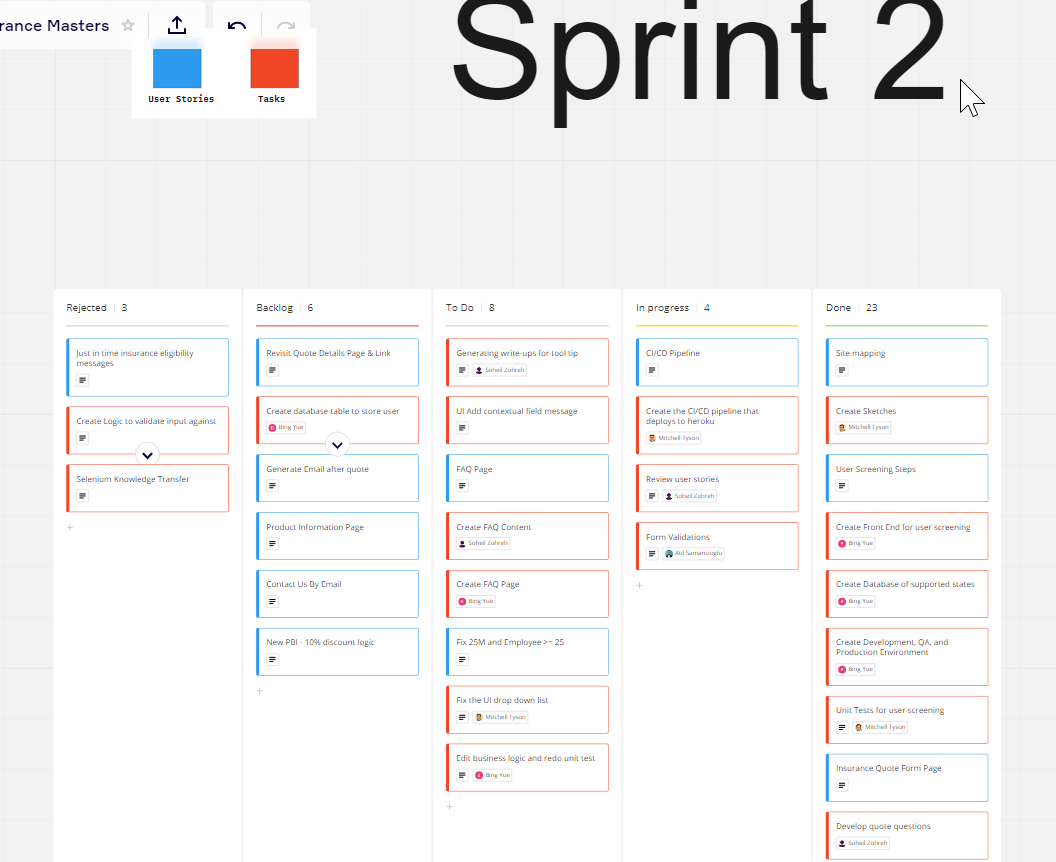 rance Masters
Sprint 2
User Stories
Tasks
Rejected 3
Just in time insurance eligibility
messages
Create Logic to validate input against
Selenium Knowledge Transfer
+
Backlog 6
Revisit Quote Details Page & Link
Create database table to store user
Bing Yue
Generate Email after quote
Product Information Page
Contact Us By Email
New PBI - 10% discount logic
+
To Do 8
Generating write-ups for tool tip
Soheil Zohreh
UI Add contextual field message
FAQ Page
Create FAQ Content
Soheil Zohreh
Create FAQ Page
Bing Yue
Fix 25M and Employee >= 25
Fix the UI drop down list
Mitchell Tyson
Edit business logic and redo unit test
Bing Yue
+
In progress 4
CI/CD Pipeline
Create the CI/CD pipeline that
deploys to heroku
Mitchell Tyson
Review user stories
Soheil Zohreh
Form Validations
Atil Samancioglu
+
Done 23
Site mapping
Create Sketches
Mitchell Tyson
User Screening Steps
Create Front End for user screening
Bing Yue
Create Database of supported states
Bing Yue
Create Development, QA, and
Production Environment
Bing Yue
Unit Tests for user screening
Mitchell Tyson
Insurance Quote Form Page
Develop quote questions
Soheil Zohreh